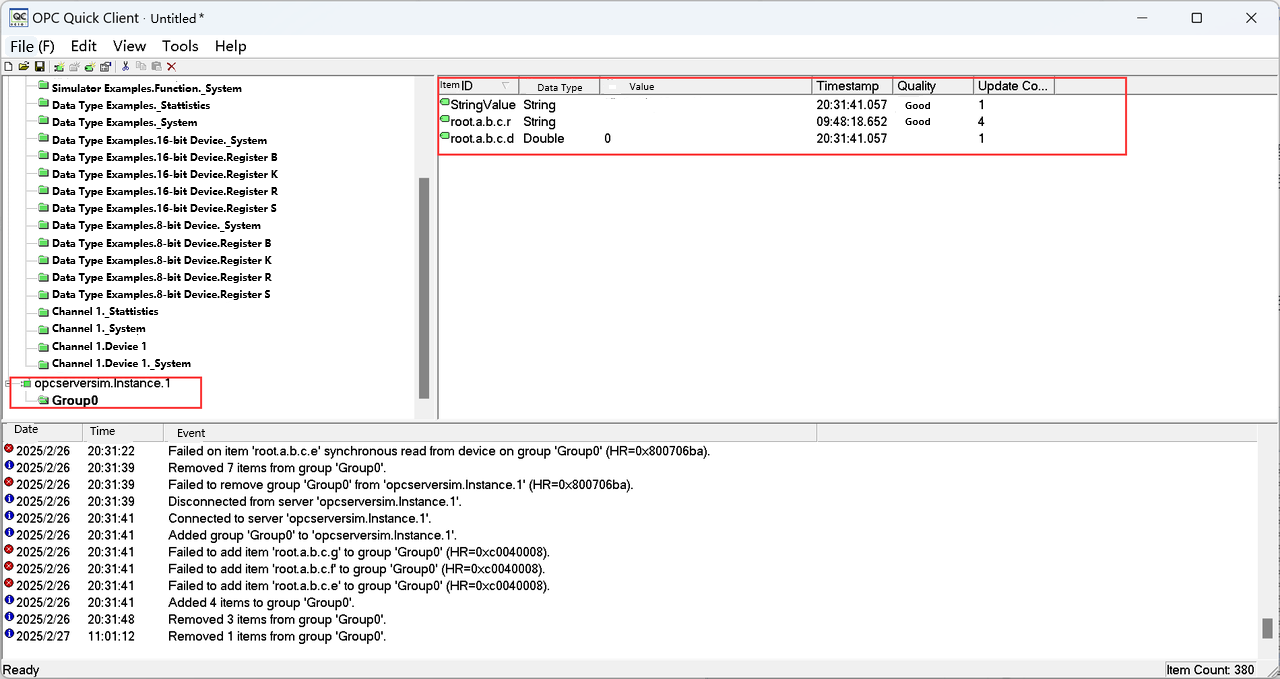 OPC Quick Client · Untitled *
File (F) Edit View Tools Help
Simulator Examples.Function._System
Data Type Examples._Statistics
Data Type Examples._System
Data Type Examples.16-bit Device._System
Data Type Examples.16-bit Device.Register B
Data Type Examples.16-bit Device.Register K
Data Type Examples.16-bit Device.Register R
Data Type Examples.16-bit Device.Register S
Data Type Examples.8-bit Device._System
Data Type Examples.8-bit Device.Register B
Data Type Examples.8-bit Device.Register K
Data Type Examples.8-bit Device.Register R
Data Type Examples.8-bit Device.Register S
Channel 1._Stattistics
Channel 1._System
Channel 1.Device 1
Channel 1.Device 1._System
opcserversim.Instance.1
Group0
Item ID Data Type Value Timestamp Quality Update Co...
StringValue String 20:31:41.057 Good 1
root.a.b.c.r String 09:48:18.652 Good 4
root.a.b.c.d Double 0 20:31:41.057 1
Date Time Event
2025/2/26 20:31:22 Failed on item 'root.a.b.c.e' synchronous read from device on group 'Group0' (HR=0x800706ba).
2025/2/26 20:31:39 Removed 7 items from group 'Group0'.
2025/2/26 20:31:39 Failed to remove group 'Group0' from 'opcserversim.Instance.1' (HR=0x800706ba).
2025/2/26 20:31:39 Disconnected from server 'opcserversim.Instance.1'.
2025/2/26 20:31:41 Connected to server 'opcserversim.Instance.1'.
2025/2/26 20:31:41 Added group 'Group0' to 'opcserversim.Instance.1'.
2025/2/26 20:31:41 Failed to add item 'root.a.b.c.g' to group 'Group0' (HR=0xc0040008).
2025/2/26 20:31:41 Failed to add item 'root.a.b.c.f' to group 'Group0' (HR=0xc0040008).
2025/2/26 20:31:41 Failed to add item 'root.a.b.c.e' to group 'Group0' (HR=0xc0040008).
2025/2/26 20:31:41 Added 4 items to group 'Group0'.
2025/2/26 20:31:48 Removed 3 items from group 'Group0'.
2025/2/27 11:01:12 Removed 1 items from group 'Group0'.
Ready Item Count: 380